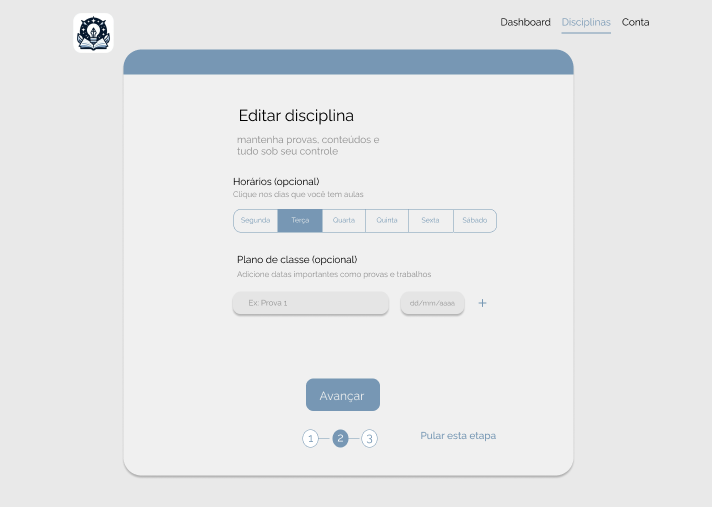 Dashboard Disciplinas Conta
Editar disciplina
mantenha provas, conteúdos e
tudo sob seu controle
Horários (opcional)
Clique nos dias que você tem aulas
Segunda Terça Quarta Quinta Sexta Sábado
Plano de classe (opcional)
Adicione datas importantes como provas e trabalhos
Ex: Prova 1 dd/mm/aaaa +
Avançar
1 2 3 Pular esta etapa